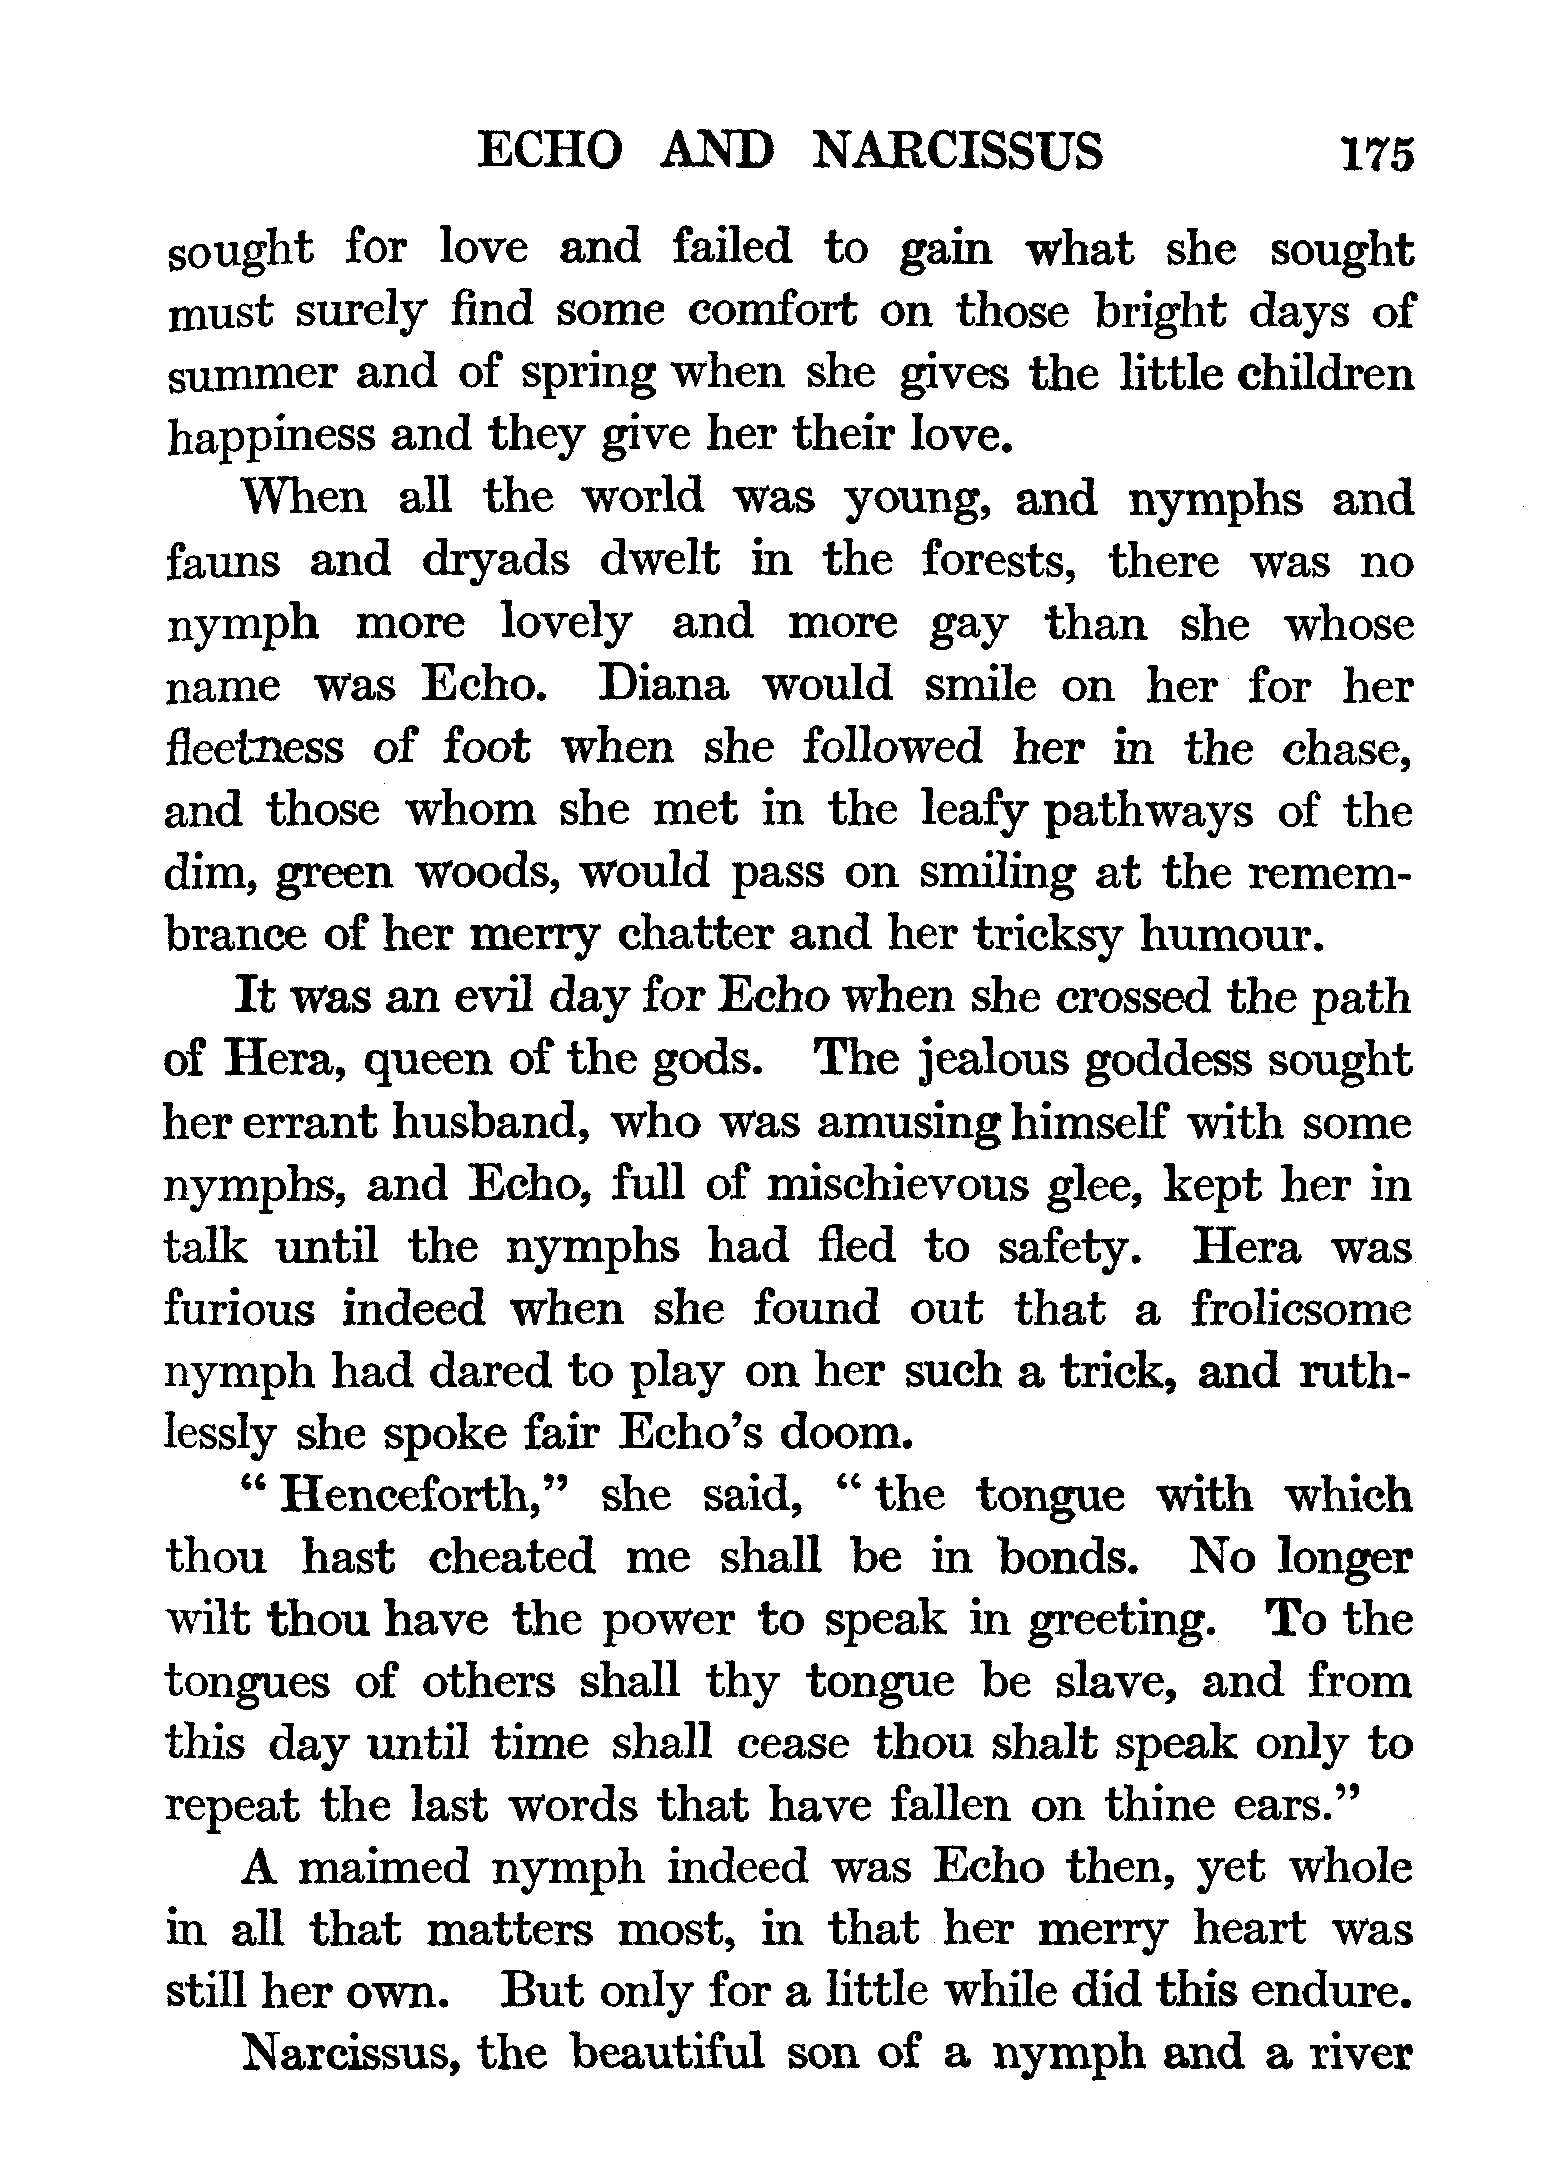 ECHO AND NARCISSUS 175
sought for love and failed to gain what she sought
must surely find some comfort on those bright days of
summer and of spring when she gives the little children
happiness and they give her their love.
When all the world was young, and nymphs and
fauns and dryads dwelt in the forests, there was no
nymph more lovely and more gay than she whose
name was Echo. Diana would smile on her for her
fleetness of foot when she followed her in the chase,
and those whom she met in the leafy pathways of the
dim, green woods, would pass on smiling at the remem-
brance of her merry chatter and her tricksy humour.
It was an evil day for Echo when she crossed the path
of Hera, queen of the gods. The jealous goddess sought
her errant husband, who was amusing himself with some
nymphs, and Echo, full of mischievous glee, kept her in
talk until the nymphs had fled to safety. Hera was
furious indeed when she found out that a frolicsome
nymph had dared to play on her such a trick, and ruth-
lessly she spoke fair Echo's doom.
“ Henceforth,” she said, “ the tongue with which
thou hast cheated me shall be in bonds. No longer
wilt thou have the power to speak in greeting. To the
tongues of others shall thy tongue be slave, and from
this day until time shall cease thou shalt speak only to
repeat the last words that have fallen on thine ears.”
A maimed nymph indeed was Echo then, yet whole
in all that matters most, in that her merry heart was
still her own. But only for a little while did this endure.
Narcissus, the beautiful son of a nymph and a river